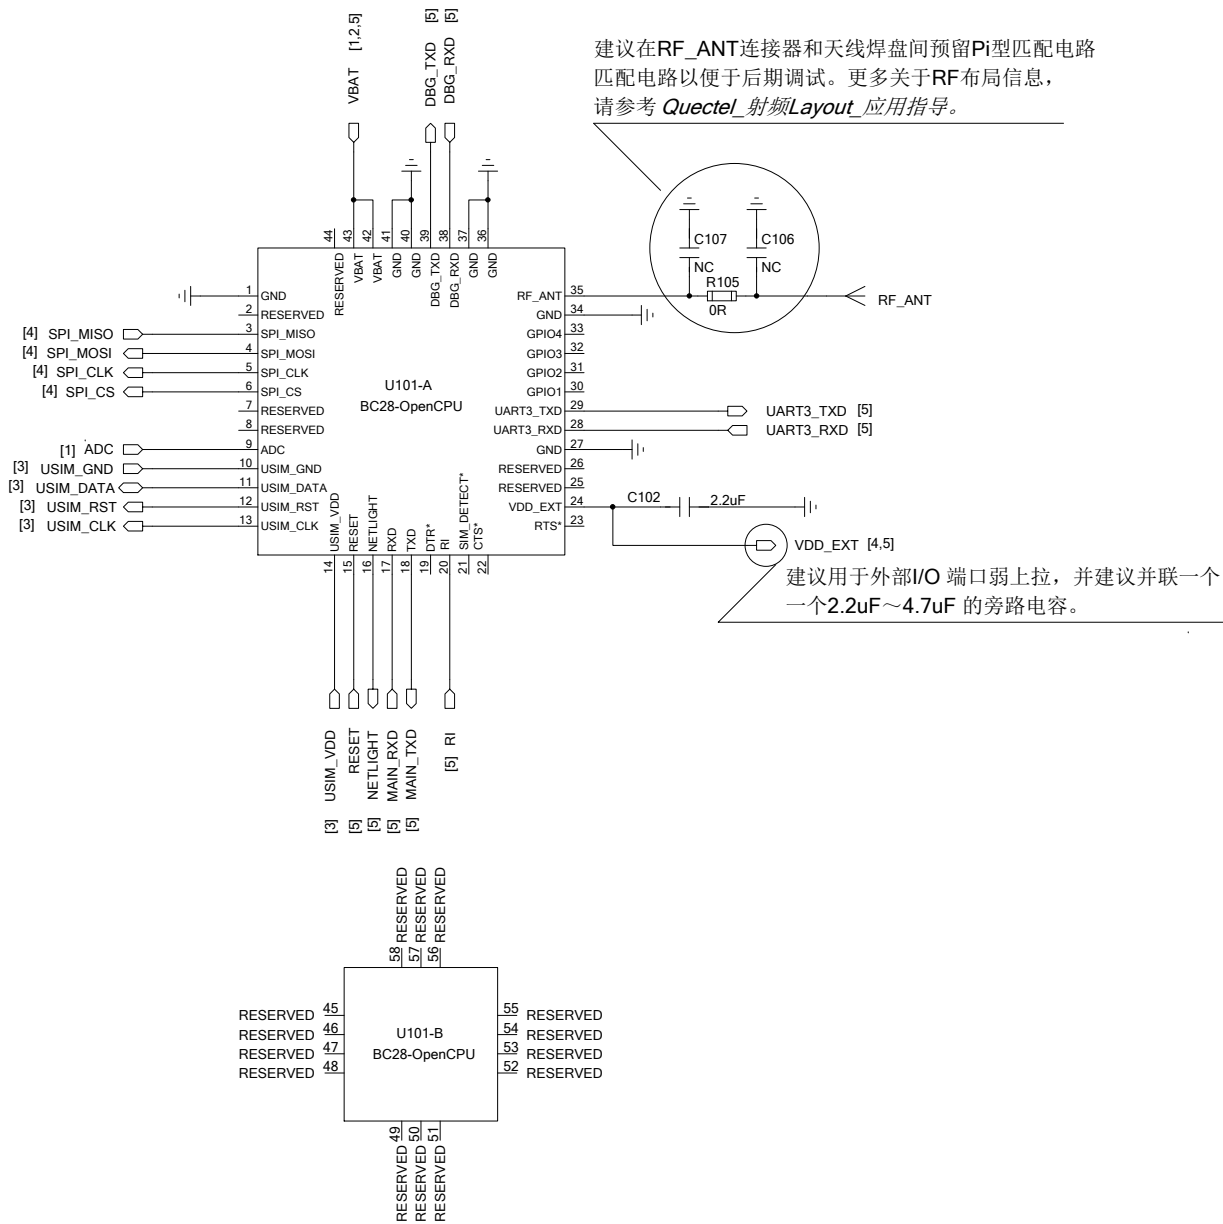 VBAT [1,2,5]
DBG_TXD [5]
DBG_RXD [5]
建议在RF_ANT连接器和天线焊盘间预留Pi型匹配电路
匹配电路以便于后期调试。更多关于RF布局信息，
请参考 Quectel_射频Layout_应用指导。
C107
NC
C106
NC
R105
0R
RF_ANT
44 RESERVED
43 VBAT
42 VBAT
41 GND
40 GND
39 DBG_TXD
38 DBG_RXD
37 GND
36 GND
1 GND
2 RESERVED
[4] SPI_MISO 3 SPI_MISO
[4] SPI_MOSI 4 SPI_MOSI
[4] SPI_CLK 5 SPI_CLK
[4] SPI_CS 6 SPI_CS
7 RESERVED
8 RESERVED
[1] ADC 9 ADC
[3] USIM_GND 10 USIM_GND
[3] USIM_DATA 11 USIM_DATA
[3] USIM_RST 12 USIM_RST
[3] USIM_CLK 13 USIM_CLK
U101-A
BC28-OpenCPU
RF_ANT 35
GND 34
GPIO4 33
GPIO3 32
GPIO2 31
GPIO1 30
UART3_TXD 29 UART3_TXD [5]
UART3_RXD 28 UART3_RXD [5]
GND 27
RESERVED 26
RESERVED 25
VDD_EXT 24 C102 2.2uF
RTS* 23
VDD_EXT [4,5]
建议用于外部I/O 端口弱上拉，并建议并联一个
一个2.2uF～4.7uF 的旁路电容。
14 USIM_VDD
15 RESET
16 NETLIGHT
17 RXD
18 TXD
19 DTR*
20 RI
21 SIM_DETECT*
22 CTS*
[3] USIM_VDD
[5] RESET
[5] NETLIGHT
[5] MAIN_RXD
[5] MAIN_TXD
[5] RI
58 RESERVED
57 RESERVED
56 RESERVED
RESERVED 45
RESERVED 46
RESERVED 47
RESERVED 48
U101-B
BC28-OpenCPU
55 RESERVED
54 RESERVED
53 RESERVED
52 RESERVED
RESERVED 49
RESERVED 50
RESERVED 51